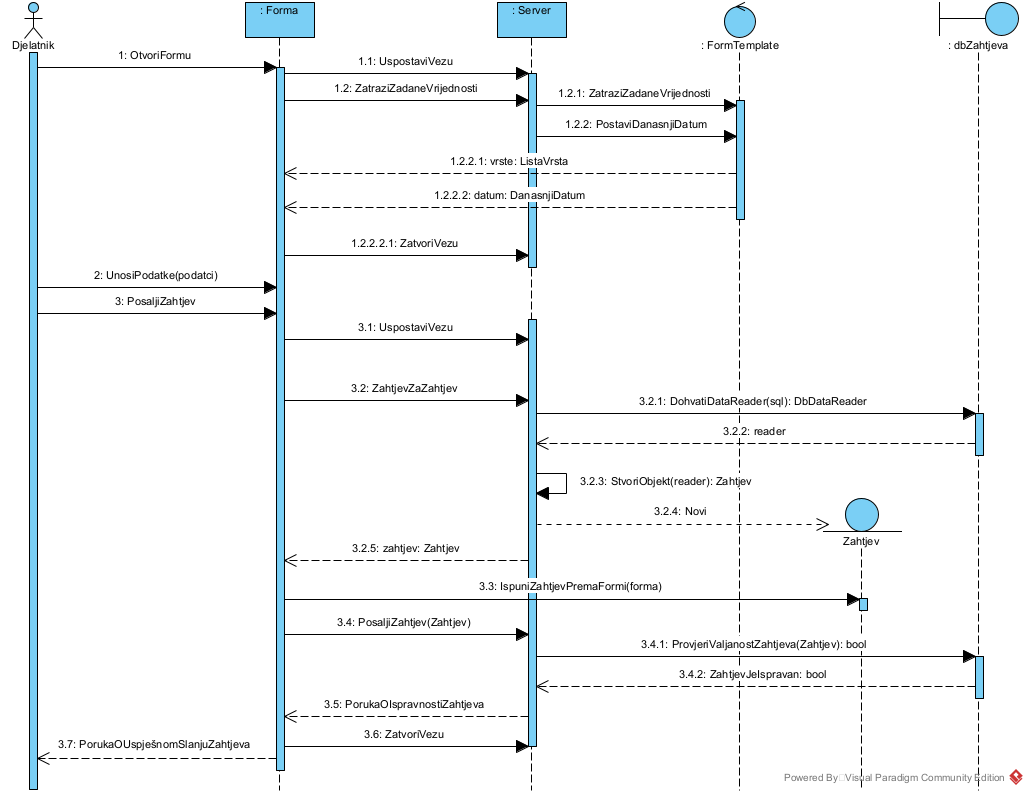 : Forma
: Server
Djelatnik
: FormTemplate
: dbZahtjeva
1: OtvoriFormu
1.1: UspostaviVezu
1.2: ZatraziZadaneVrijednosti
1.2.1: ZatraziZadaneVrijednosti
1.2.2: PostaviDanasnjiDatum
1.2.2.1: vrste: ListaVrsta
1.2.2.2: datum: DanasnjiDatum
1.2.2.2.1: ZatvoriVezu
2: UnosiPodatke(podatci)
3: PosaljiZahtjev
3.1: UspostaviVezu
3.2: ZahtjevZaZahtjev
3.2.1: DohvatiDataReader(sql): DbDataReader
3.2.2: reader
3.2.3: StvoriObjekt(reader): Zahtjev
3.2.4: Novi
Zahtjev
3.2.5: zahtjev: Zahtjev
3.3: IspuniZahtjevPremaFormi(forma)
3.4: PosaljiZahtjev(Zahtjev)
3.4.1: ProvjeriValjanostZahtjeva(Zahtjev): bool
3.4.2: ZahtjevJeIspravan: bool
3.5: PorukaOIspravnostiZahtjeva
3.6: ZatvoriVezu
3.7: PorukaOUspješnomSlanjuZahtjeva
Powered By Visual Paradigm Community Edition